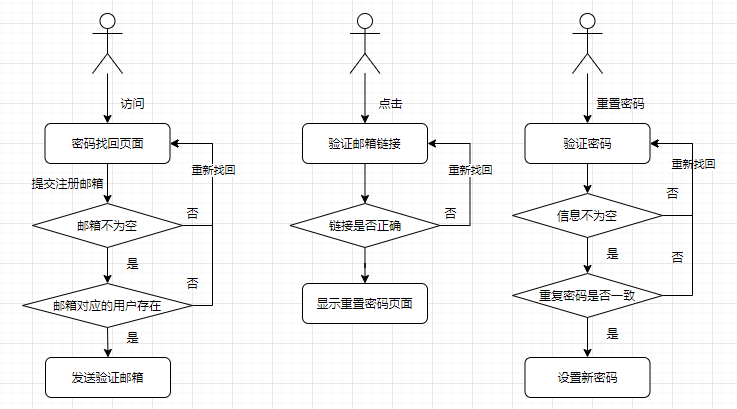 访问
密码找回页面
重新找回
提交注册邮箱
邮箱不为空
否
是
否
邮箱对应的用户存在
是
发送验证邮箱
点击
验证邮箱链接
重新找回
链接是否正确
否
显示重置密码页面
重置密码
验证密码
重新找回
否
信息不为空
是
否
重复密码是否一致
是
设置新密码